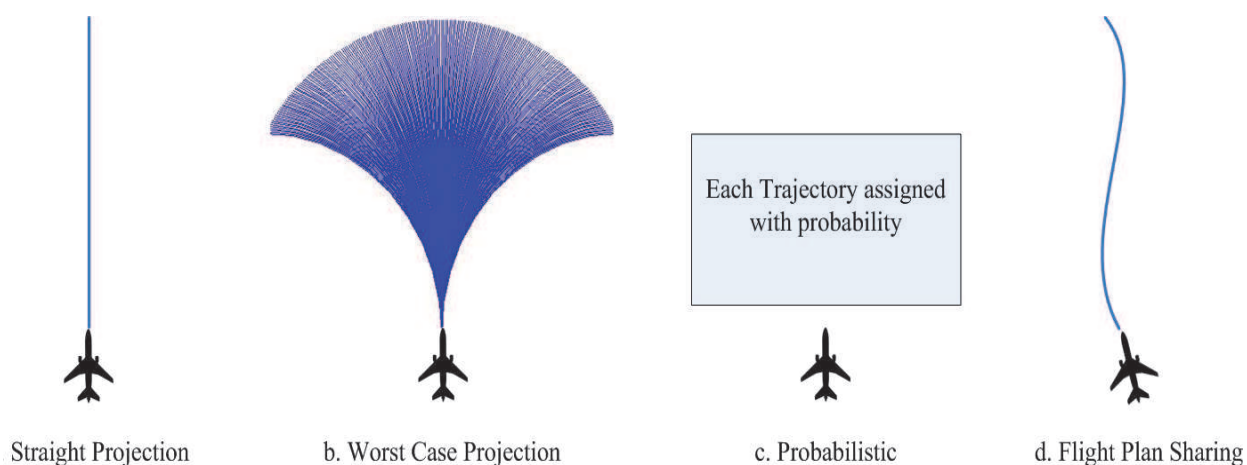 Each Trajectory assigned
with probability
Straight Projection
b. Worst Case Projection
c. Probabilistic
d. Flight Plan Sharing